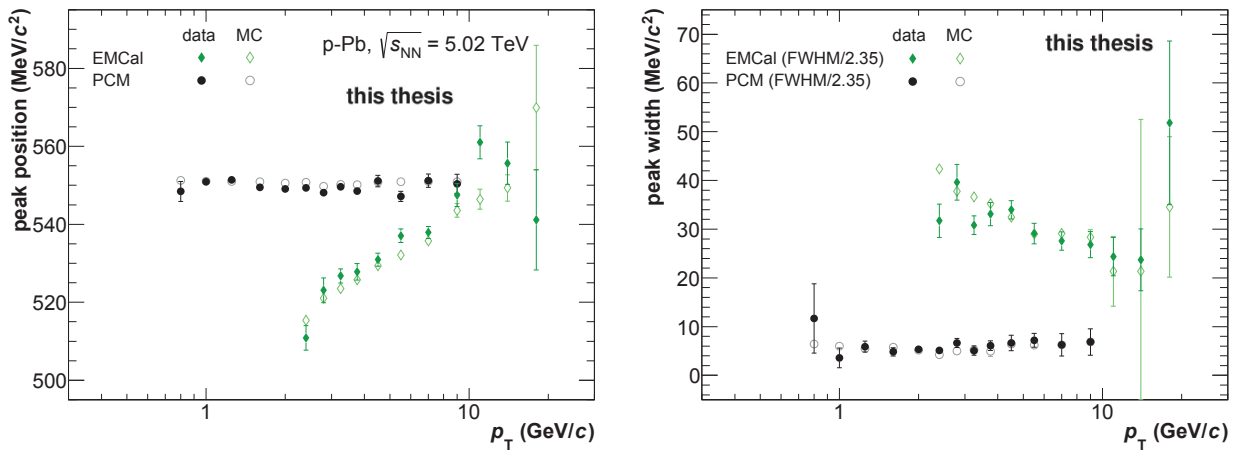 peak position (MeV/c²)
data MC
EMCal
PCM
p-Pb, √sNN = 5.02 TeV
this thesis
580
560
540
520
500
1
10
pT (GeV/c)
peak width (MeV/c²)
data MC
EMCal (FWHM/2.35)
PCM (FWHM/2.35)
this thesis
70
60
50
40
30
20
10
0
1
10
pT (GeV/c)